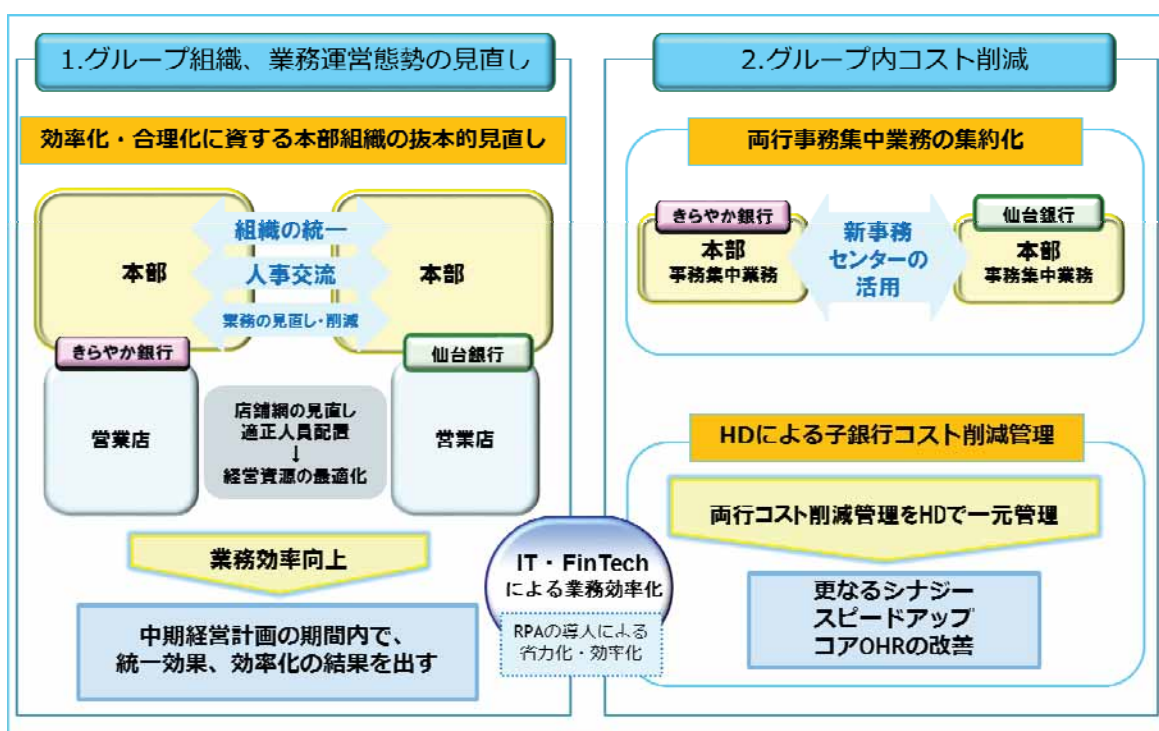 1.グループ組織、業務運営態勢の見直し
効率化・合理化に資する本部組織の抜本的見直し
本部
組織の統一
人事交流
業務の見直し・削減
本部
きらやか銀行
仙台銀行
営業店
店舗網の見直し
適正人員配置
↓
経営資源の最適化
営業店
業務効率向上
中期経営計画の期間内で、
統一効果、効率化の結果を出す
IT・FinTech
による業務効率化
RPAの導入による
省力化・効率化
2.グループ内コスト削減
両行事務集中業務の集約化
きらやか銀行
本部
事務集中業務
新事務
センターの
活用
仙台銀行
本部
事務集中業務
HDによる子銀行コスト削減管理
両行コスト削減管理をHDで一元管理
更なるシナジー
スピードアップ
コアOHRの改善